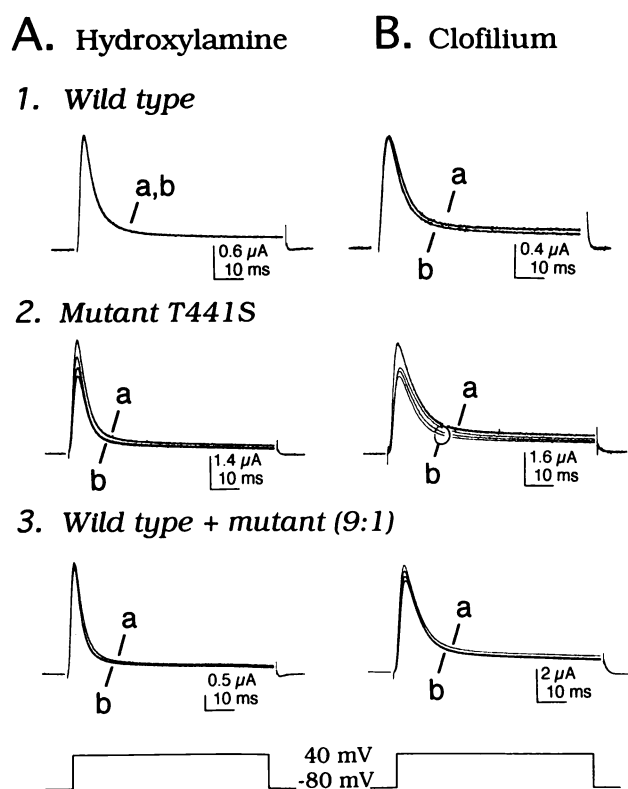 A. Hydroxylamine
B. Clofilium
1. Wild type
a,b
0.6 µA
10 ms
a
b
0.4 µA
10 ms
2. Mutant T441S
a
b
1.4 µA
10 ms
a
b
1.6 µA
10 ms
3. Wild type + mutant (9:1)
a
b
0.5 µA
10 ms
a
b
2 µA
10 ms
40 mV
-80 mV